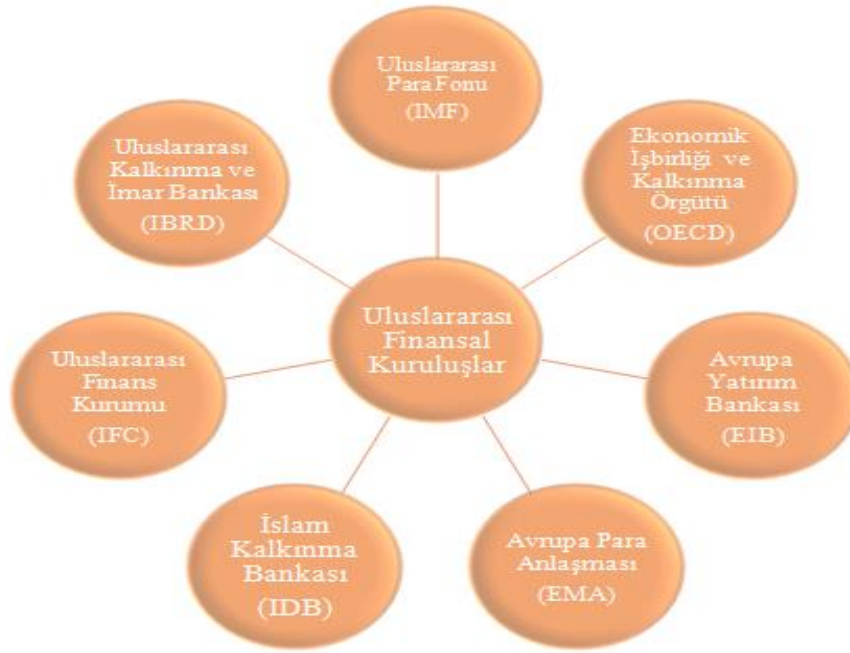 Uluslararası
Para Fonu
(IMF)
Ekonomik
İşbirliği ve
Kalkınma
Örgütü
(OECD)
Avrupa
Yatırım
Bankası
(EIB)
Avrupa Para
Anlaşması
(EMA)
İslam
Kalkınma
Bankası
(IDB)
Uluslararası
Finans
Kurumu
(IFC)
Uluslararası
Kalkınma ve
İmar Bankası
(IBRD)
Uluslararası
Finansal
Kuruluşlar